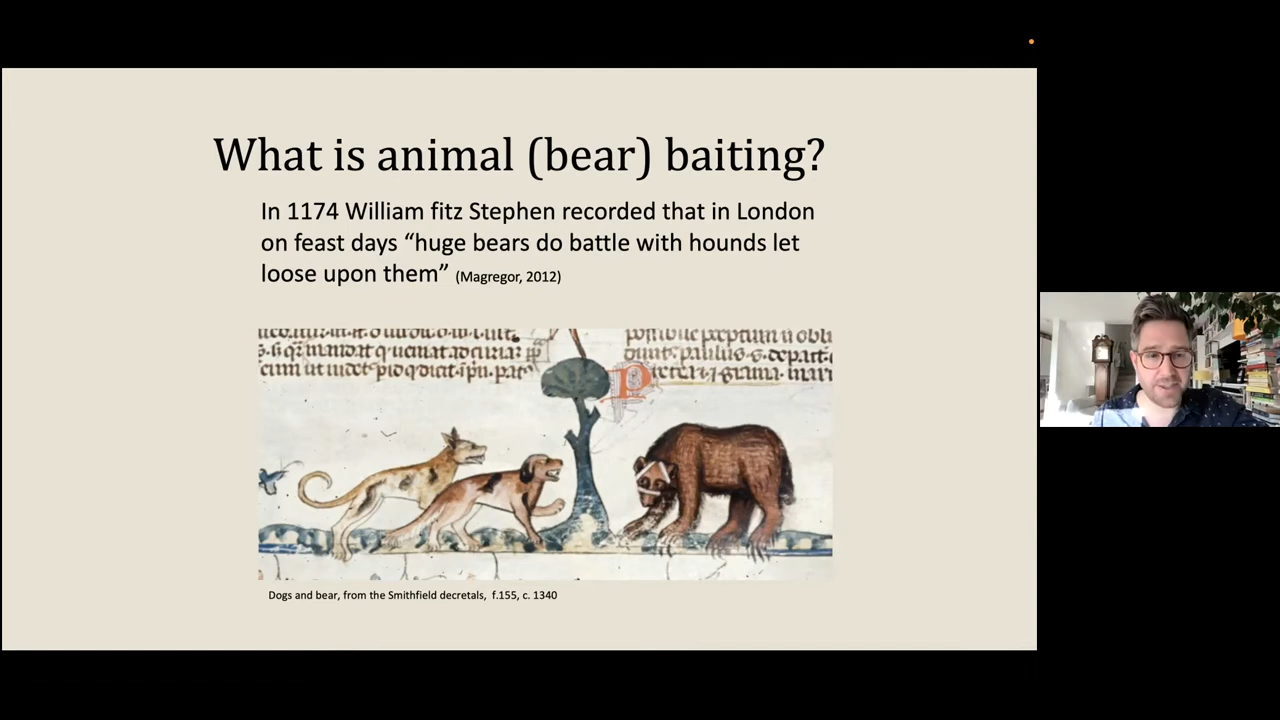 What is animal (bear) baiting?
In 1174 William fitz Stephen recorded that in London
on feast days “huge bears do battle with hounds let
loose upon them” (Magregor, 2012)
P
Dogs and bear, from the Smithfield decretals, f.155, c. 1340